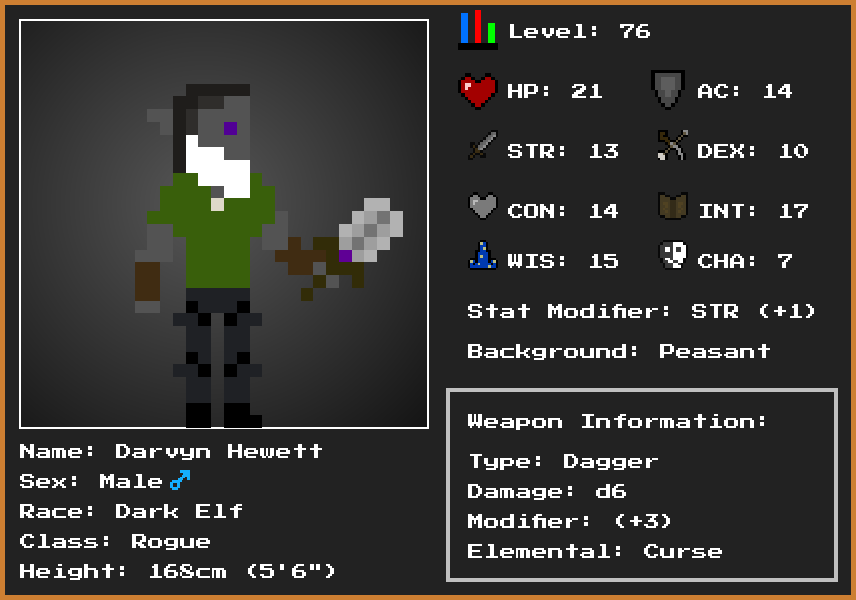 Level: 76
HP: 21 AC: 14
STR: 13 DEX: 10
CON: 14 INT: 17
WIS: 15 CHA: 7
Stat Modifier: STR (+1)
Background: Peasant
Weapon Information:
Type: Dagger
Damage: d6
Modifier: (+3)
Elemental: Curse
Name: Darvyn Hewett
Sex: Male ♂
Race: Dark Elf
Class: Rogue
Height: 168cm (5'6")